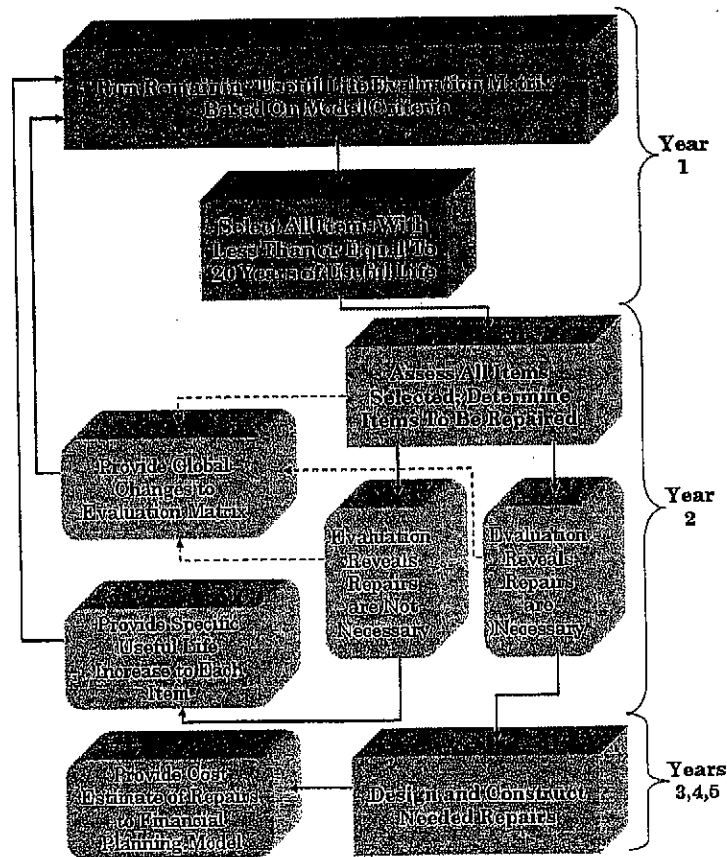 Run Remaining Useful Life Evaluation Matrix
Based On Model Criteria
Year
1
Select All Items With
Less Than or Equal To
20 Years of Useful Life
Assess All Items
Selected, Determine
Items To Be Repaired
Provide Global
Changes to
Evaluation Matrix
Year
2
Evaluation
Reveals
Repairs
are Not
Necessary
Evaluation
Reveals
Repairs
are
Necessary
Provide Specific
Useful Life
Increase to Each
Item
Provide Cost
Estimate of Repairs
to Financial
Planning Model
Design and Construct
Needed Repairs
Years
3,4,5